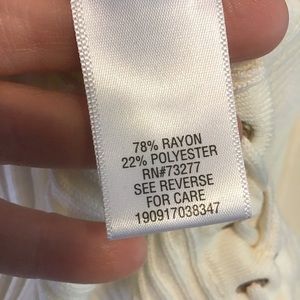 78% RAYON
22% POLYESTER
RN#73277
SEE REVERSE
FOR CARE
190917038347